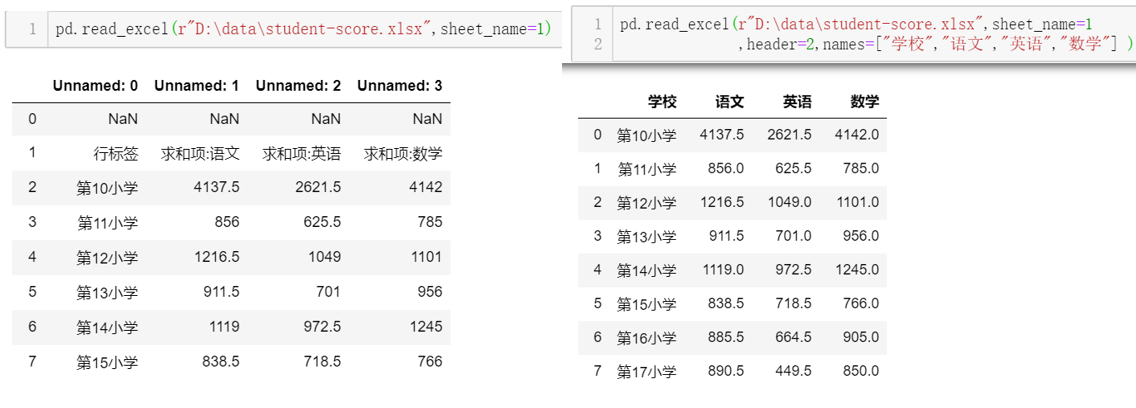 1 pd.read_excel(r"D:\data\student-score.xlsx",sheet_name=1)
Unnamed: 0 Unnamed: 1 Unnamed: 2 Unnamed: 3
0 NaN NaN NaN NaN
1 行标签 求和项:语文 求和项:英语 求和项:数学
2 第10小学 4137.5 2621.5 4142
3 第11小学 856 625.5 785
4 第12小学 1216.5 1049 1101
5 第13小学 911.5 701 956
6 第14小学 1119 972.5 1245
7 第15小学 838.5 718.5 766
1 pd.read_excel(r"D:\data\student-score.xlsx",sheet_name=1
2 ,header=2,names=["学校","语文","英语","数学"] )
学校 语文 英语 数学
0 第10小学 4137.5 2621.5 4142.0
1 第11小学 856.0 625.5 785.0
2 第12小学 1216.5 1049.0 1101.0
3 第13小学 911.5 701.0 956.0
4 第14小学 1119.0 972.5 1245.0
5 第15小学 838.5 718.5 766.0
6 第16小学 885.5 664.5 905.0
7 第17小学 890.5 449.5 850.0